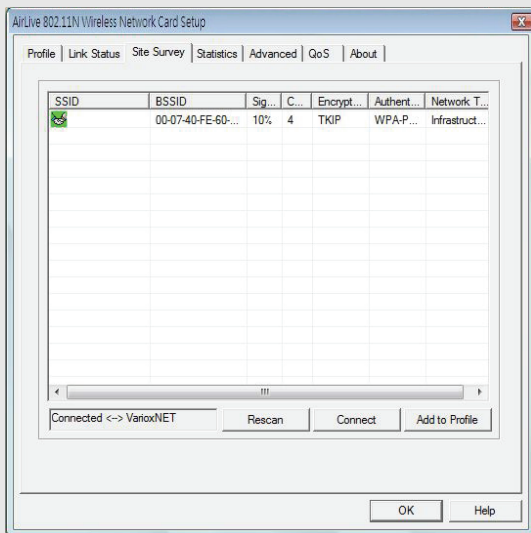 AirLive 802.11N Wireless Network Card Setup
Profile Link Status Site Survey Statistics Advanced QoS About
SSID BSSID Sig... C... Encrypt... Authent... Network T...
00-07-40-FE-60-... 10% 4 TKIP WPA-P... Infrastruct...
Connected <--> VarioxNET Rescan Connect Add to Profile
OK Help